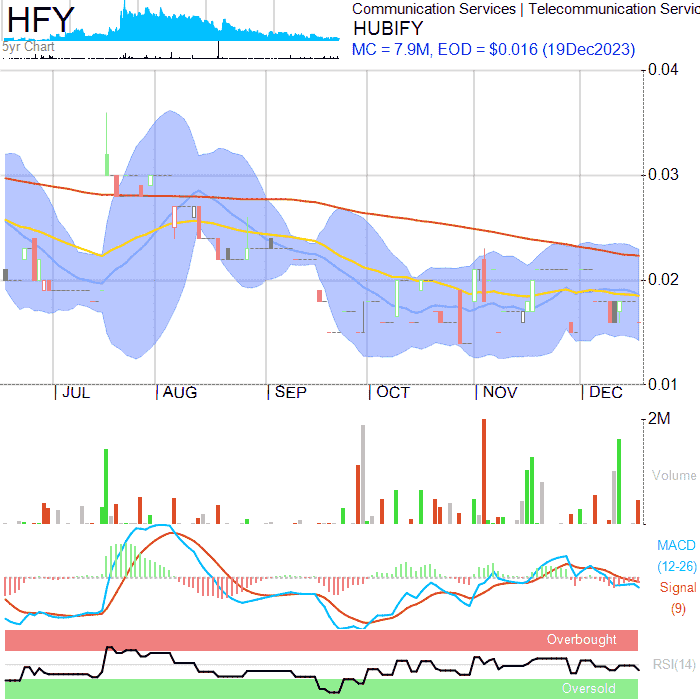 HFY
5yr Chart
Communication Services | Telecommunication Servic
HUBIFY
MC = 7.9M, EOD = $0.016 (19Dec2023)
0.04
0.03
0.02
0.01
JUL
AUG
SEP
OCT
NOV
DEC
2M
Volume
MACD
(12-26)
Signal
(9)
Overbought
RSI(14)
Oversold